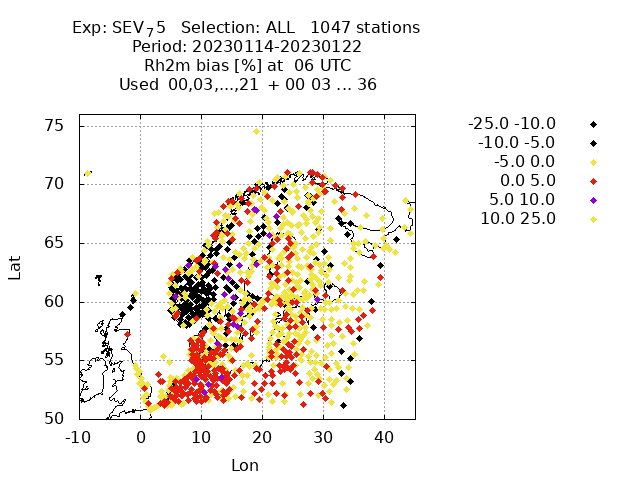 Exp: SEV₇5   Selection: ALL   1047 stations
Period: 20230114-20230122
Rh2m bias [%] at  06 UTC
Used  00,03,...,21  + 00 03 ... 36
-25.0 -10.0
-10.0 -5.0
-5.0 0.0
0.0 5.0
5.0 10.0
10.0 25.0
75
70
65
60
55
50
Lat
-10 0 10 20 30 40
Lon